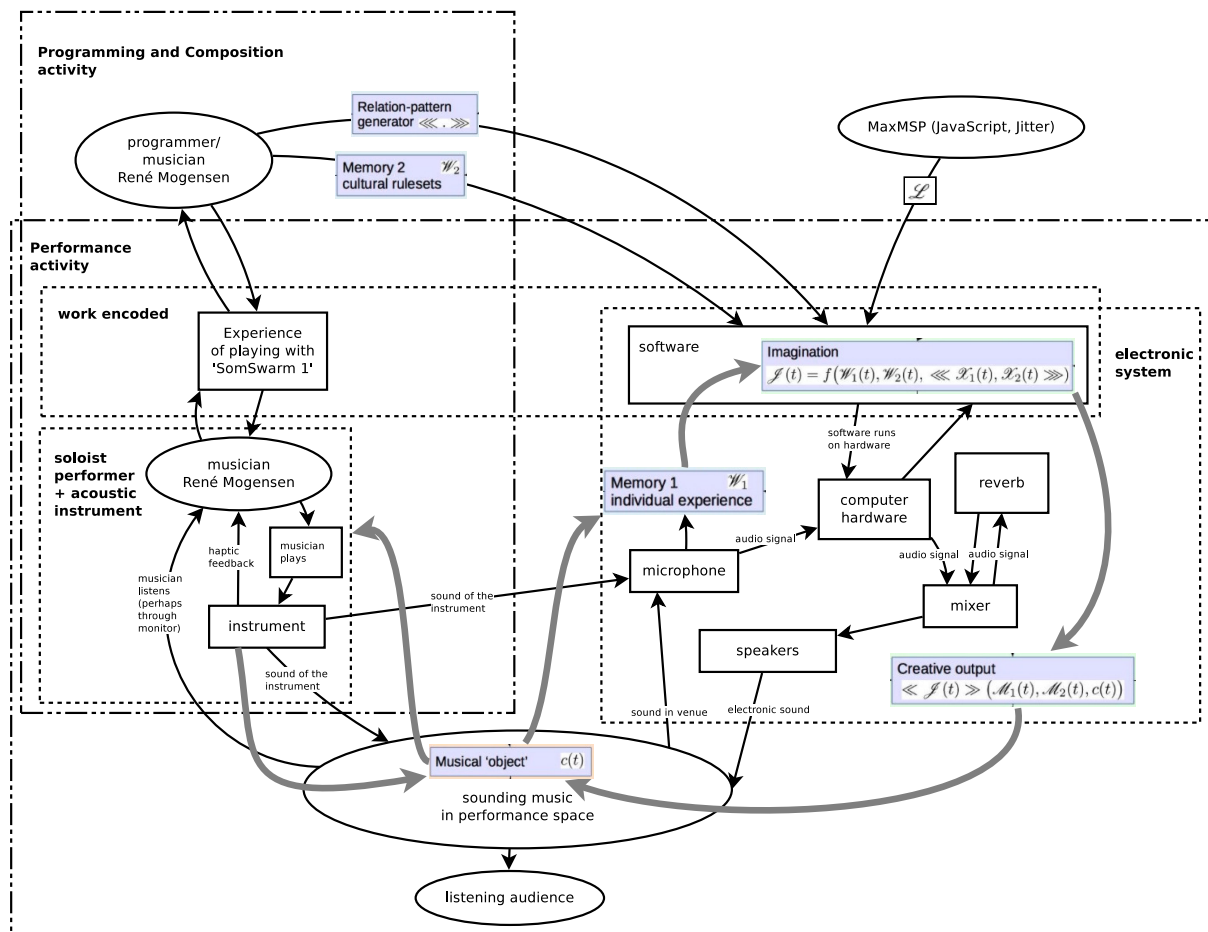 Programming and Composition
activity
Relation-pattern
generator ⋘ . ⋙
programmer/
musician
René Mogensen
MaxMSP (JavaScript, Jitter)
Memory 2 𝒲₂
cultural rulesets
ℒ
Performance
activity
work encoded
Experience
of playing with
'SomSwarm 1'
software
Imagination
𝒥(t) = f(𝒲₁(t), 𝒲₂(t), ⋘ 𝒳₁(t), 𝒳₂(t) ⋙)
electronic
system
software runs
on hardware
soloist
performer
+ acoustic
instrument
musician
René Mogensen
Memory 1 𝒲₁
individual experience
computer
hardware
reverb
haptic
feedback
musician
plays
audio signal
audio signal
audio signal
musician
listens
(perhaps
through
monitor)
microphone
sound of the
instrument
mixer
instrument
speakers
sound of the
instrument
Creative output
≪ 𝒥(t) ≫ (ℳ₁(t), ℳ₂(t), c(t))
sound in venue
electronic sound
Musical 'object' c(t)
sounding music
in performance space
listening audience